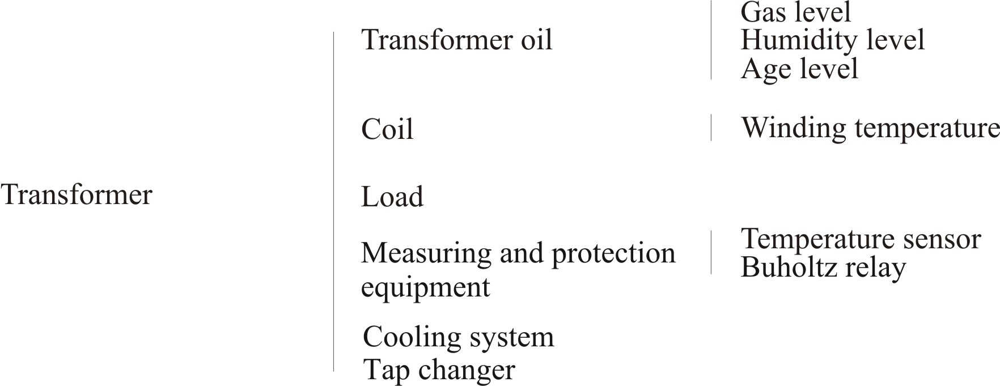 Transformer
Transformer oil
Gas level
Humidity level
Age level
Coil
Winding temperature
Load
Measuring and protection
equipment
Temperature sensor
Buholtz relay
Cooling system
Tap changer